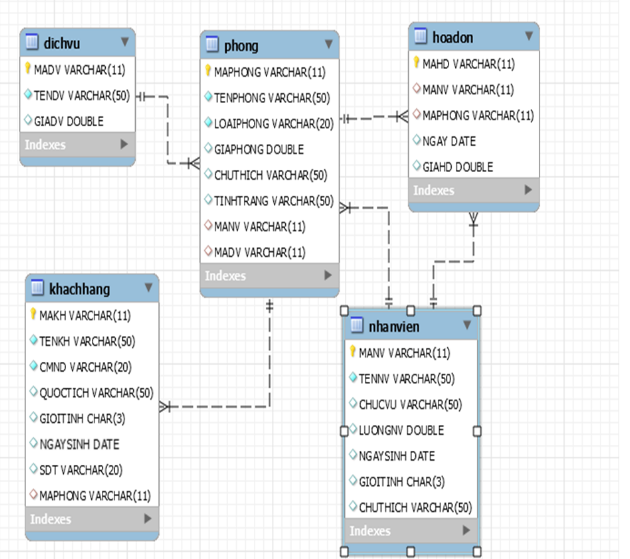 dichvu
MADV VARCHAR(11)
TENDV VARCHAR(50)
GIADV DOUBLE
Indexes
phong
MAPHONG VARCHAR(11)
TENPHONG VARCHAR(50)
LOAIPHONG VARCHAR(20)
GIAPHONG DOUBLE
CHUTHICH VARCHAR(50)
TINHTRANG VARCHAR(50)
MANV VARCHAR(11)
MADV VARCHAR(11)
Indexes
hoadon
MAHD VARCHAR(11)
MANV VARCHAR(11)
MAPHONG VARCHAR(11)
NGAY DATE
GIAHD DOUBLE
Indexes
khachhang
MAKH VARCHAR(11)
TENKH VARCHAR(50)
CMND VARCHAR(20)
QUOCTICH VARCHAR(50)
GIOITINH CHAR(3)
NGAYSINH DATE
SDT VARCHAR(20)
MAPHONG VARCHAR(11)
Indexes
nhanvien
MANV VARCHAR(11)
TENNV VARCHAR(50)
CHUCVU VARCHAR(50)
LUONGNV DOUBLE
NGAYSINH DATE
GIOITINH CHAR(3)
CHUTHICH VARCHAR(50)
Indexes